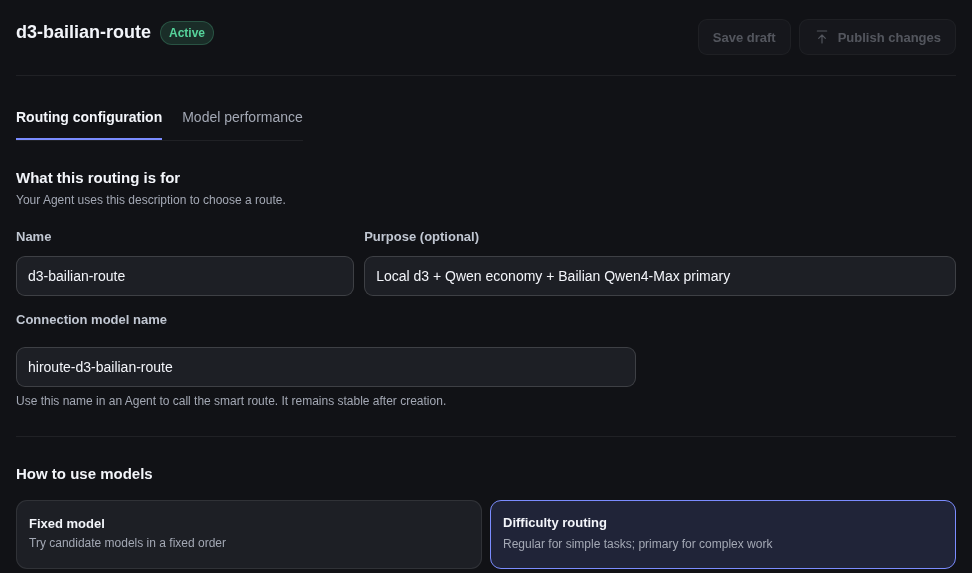 d3-bailian-route
Active
Save draft
Publish changes
Routing configuration
Model performance
What this routing is for
Your Agent uses this description to choose a route.
Name
Purpose (optional)
d3-bailian-route
Local d3 + Qwen economy + Bailian Qwen4-Max primary
Connection model name
hiroute-d3-bailian-route
Use this name in an Agent to call the smart route. It remains stable after creation.
How to use models
Fixed model
Try candidate models in a fixed order
Difficulty routing
Regular for simple tasks; primary for complex work